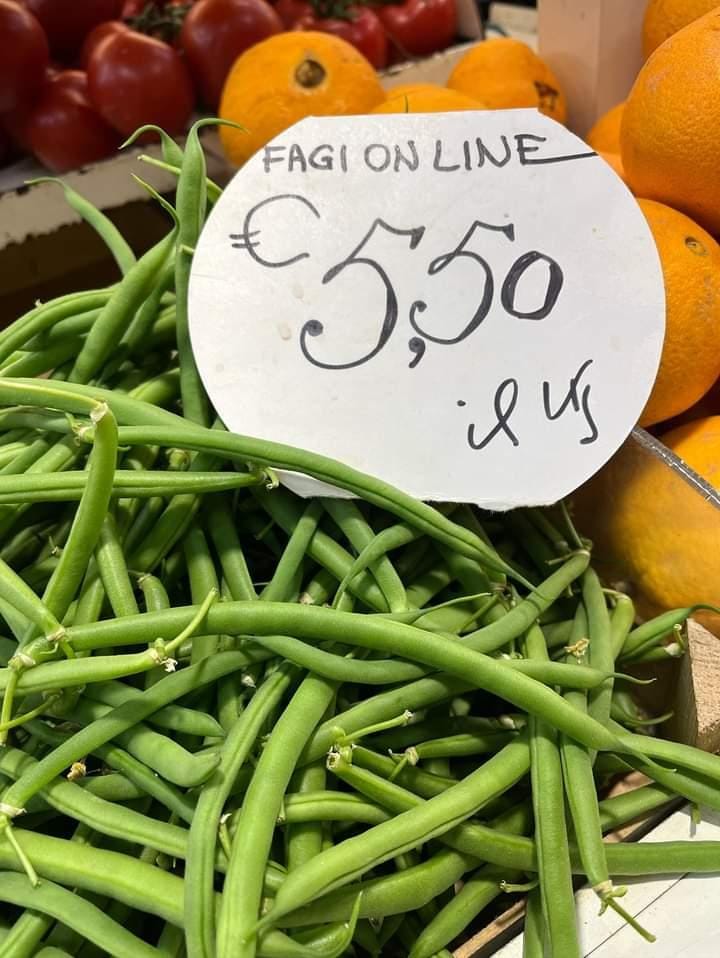 FAGI ON LINE
€ 5,50
il Kg